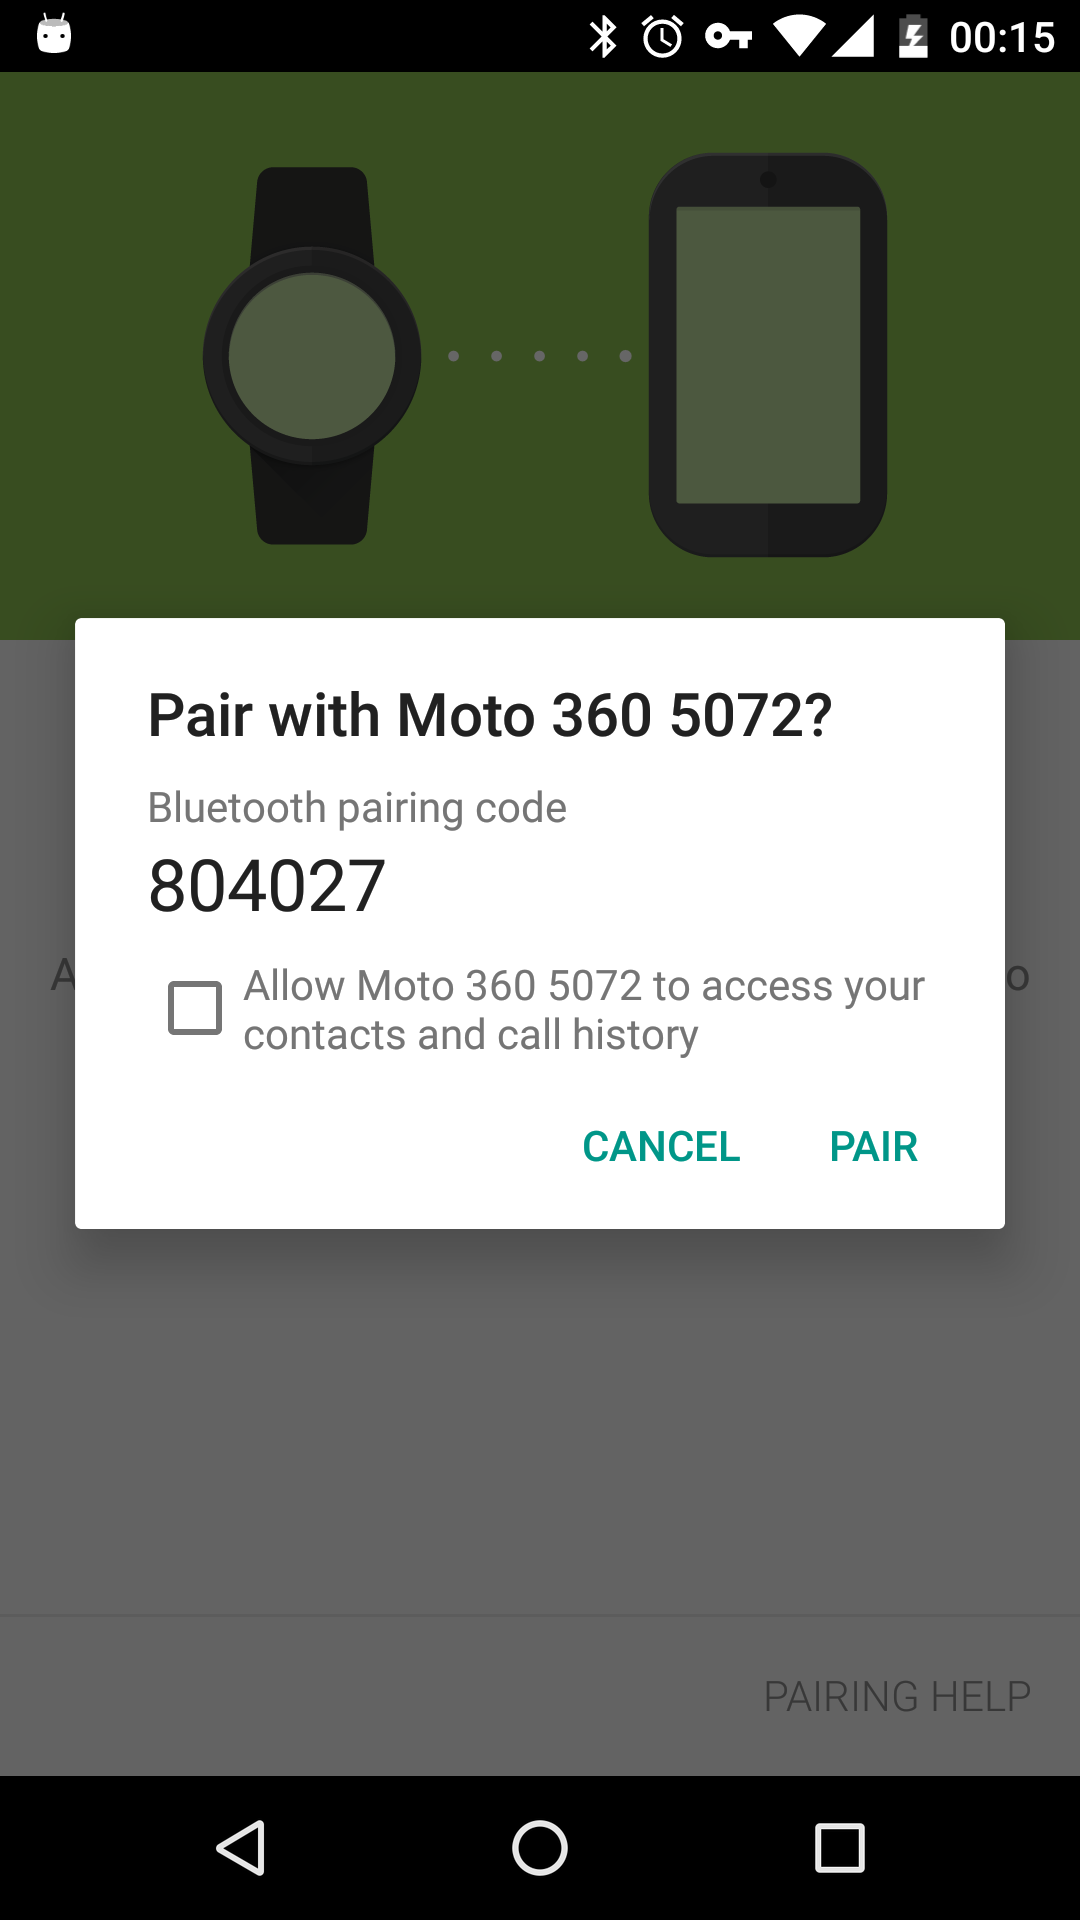 00:15
Pair with Moto 360 5072?
Bluetooth pairing code
804027
Allow Moto 360 5072 to access your
contacts and call history
CANCEL PAIR
PAIRING HELP